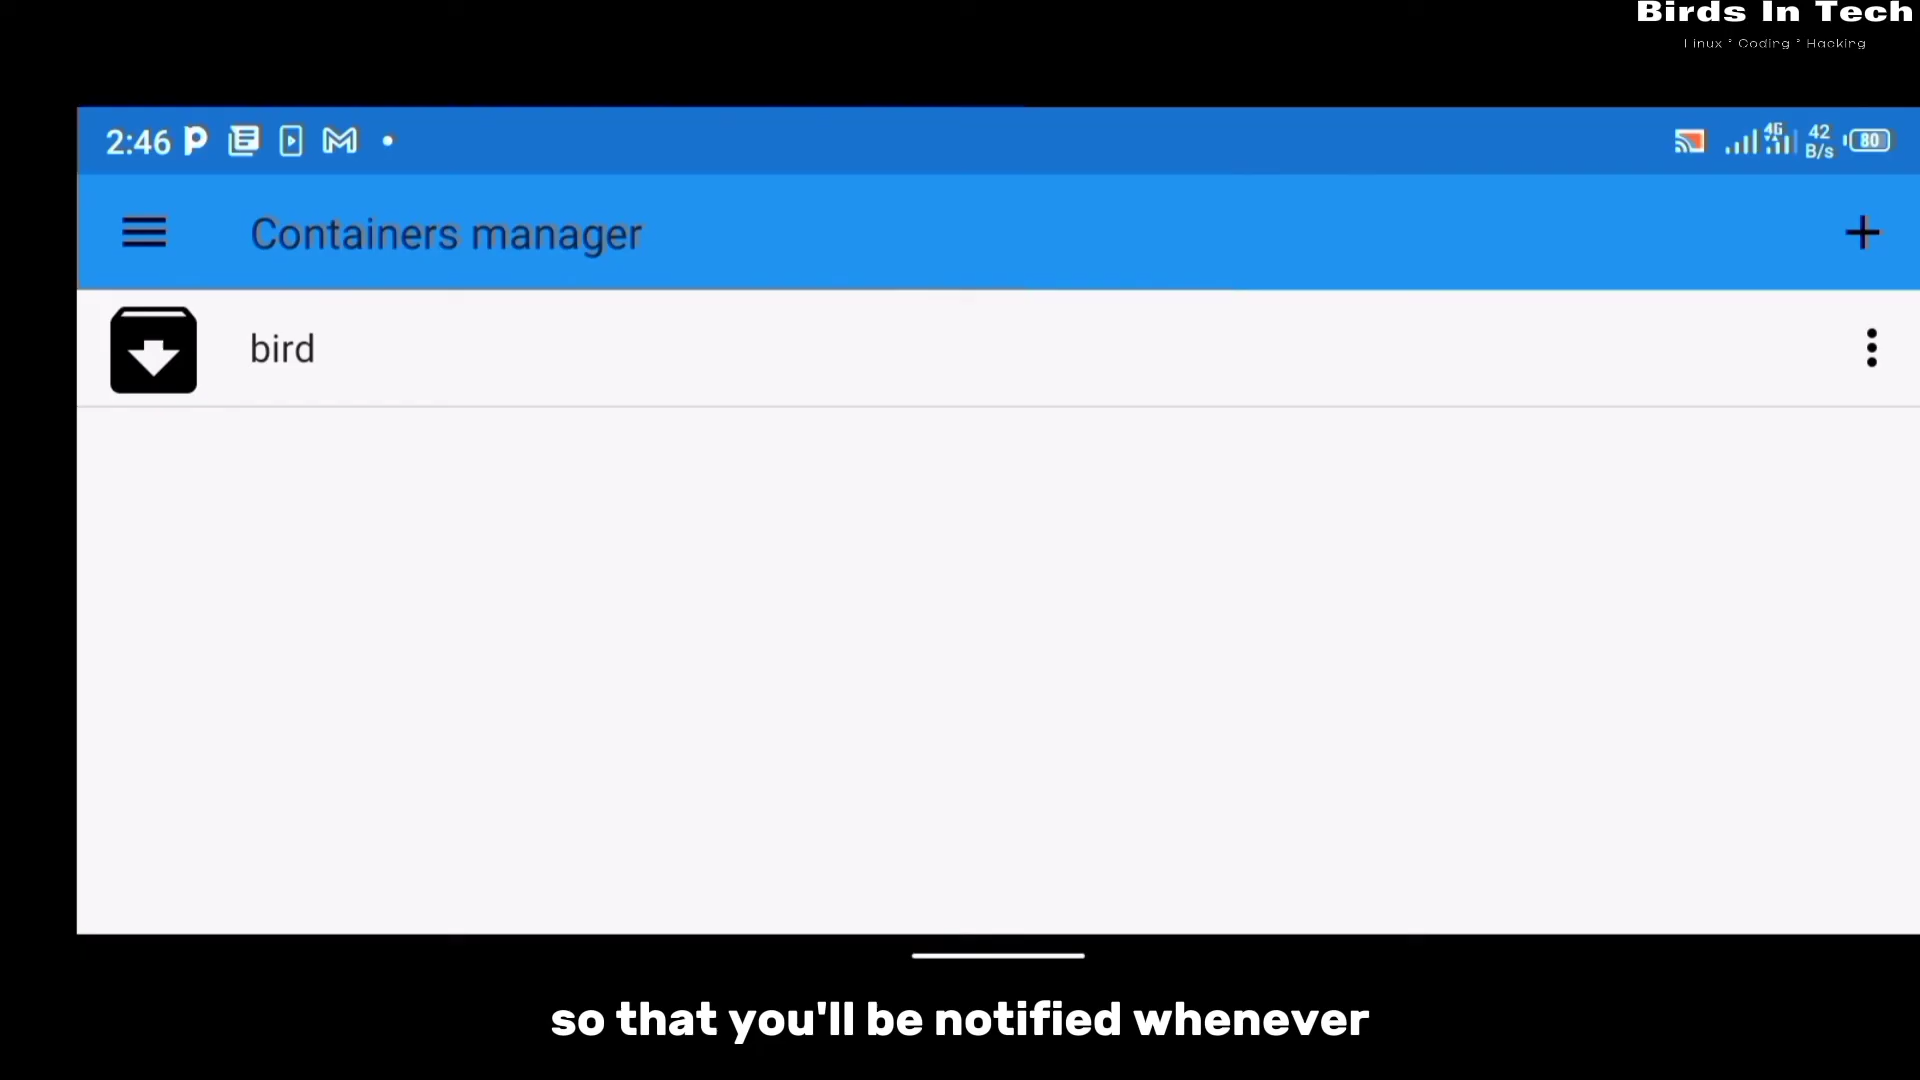 Birds In Tech
Linux * Coding * Hacking
2:46
4G
42
B/s
80
Containers manager
bird
so that you'll be notified whenever